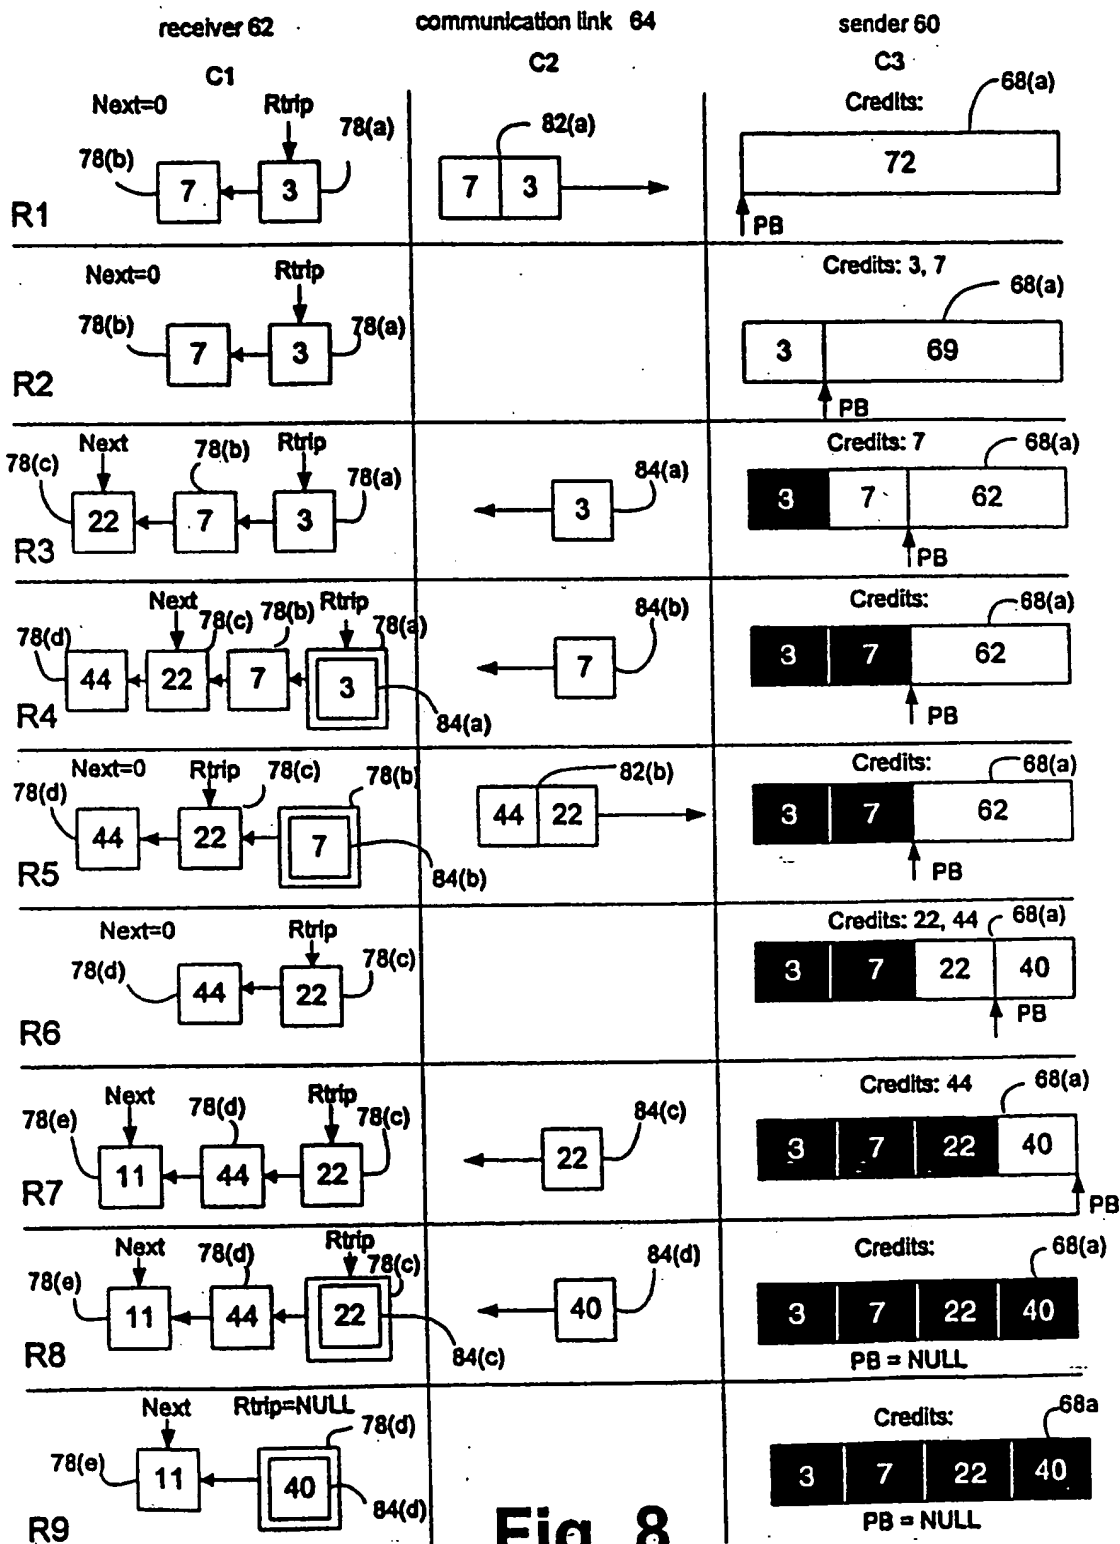 receiver 62 communication link 64 sender 60
C1 C2 C3
Next=0 Rtrip 82(a) Credits: 68(a)
78(b) 7 3 78(a) 7 3 72
R1 PB
Next=0 Rtrip Credits: 3, 7 68(a)
78(b) 7 3 78(a) 3 69
R2 PB
Next 78(b) Rtrip 84(a) Credits: 7 68(a)
78(c) 22 7 3 78(a) 3 3 7 62
R3 PB
Next 78(b) Rtrip 84(b) Credits: 68(a)
78(d) 78(c) 78(a)
44 22 7 3 7 3 7 62
R4 84(a) PB
Next=0 Rtrip 78(c) 78(b) 82(b) Credits: 68(a)
78(d) 44 22 7 44 22 3 7 62
R5 84(b) PB
Next=0 Rtrip Credits: 22, 44 68(a)
78(d) 44 22 78(c) 3 7 22 40
R6 PB
Next 78(d) Rtrip 84(c) Credits: 44 68(a)
78(e) 11 44 22 78(c) 22 3 7 22 40
R7 PB
Next 78(d) Rtrip 84(d) Credits: 68(a)
78(e) 11 44 22 78(c) 40 3 7 22 40
R8 84(c) PB = NULL
Next Rtrip=NULL Credits: 68a
78(d)
78(e) 11 40 3 7 22 40
84(d)
R9 PB = NULL
Fig. 8